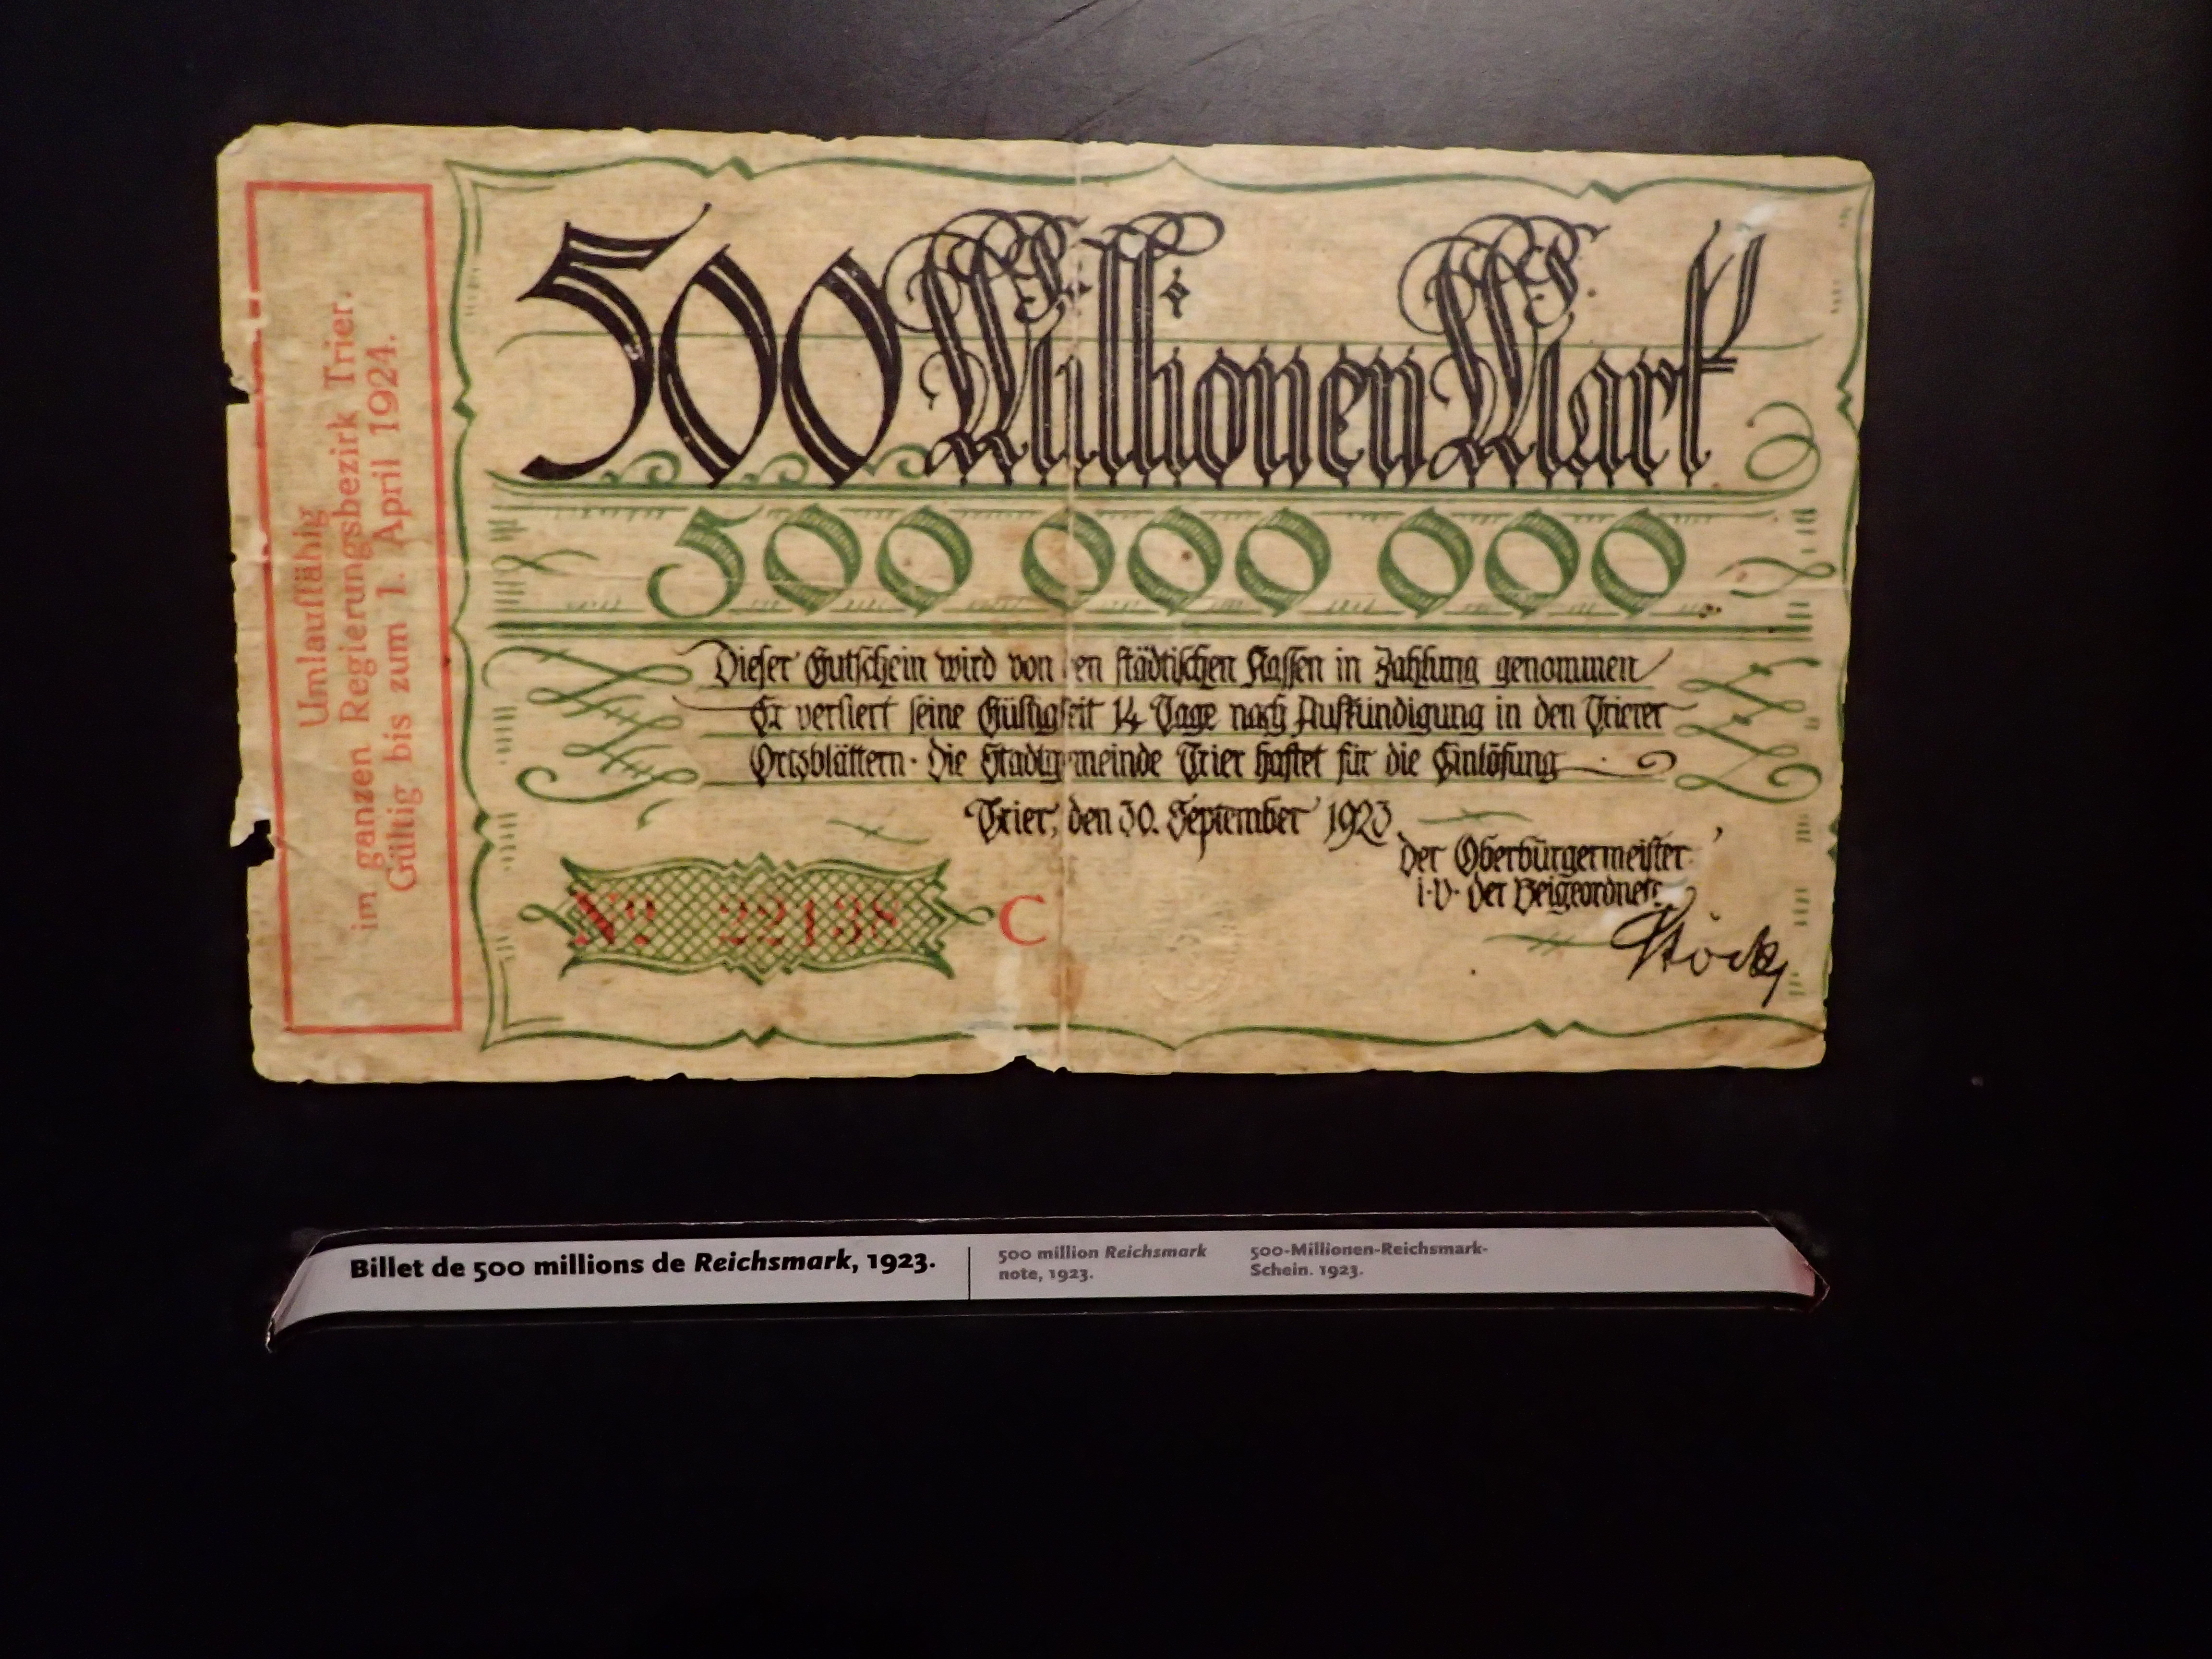 Umlauffähig
im ganzen Regierungsbezirk Trier.
Gültig bis zum 1. April 1924.
500 Millionen Mark
500 000 000
Dieser Gutschein wird von en städtischen Kassen in Zahlung genommen
Er verliert seine Gültigkeit 14 Tage nach Aufkündigung in den Trierer
Ortsblättern. Die Stadtgemeinde Trier haftet für die Einlösung
Trier, den 30. September 1923
der Oberbürgermeister
i.V. der Beigeordnete
Stöck
No 22138 C
Billet de 500 millions de Reichsmark, 1923.
500 million Reichsmark
note, 1923.
500-Millionen-Reichsmark-
Schein. 1923.